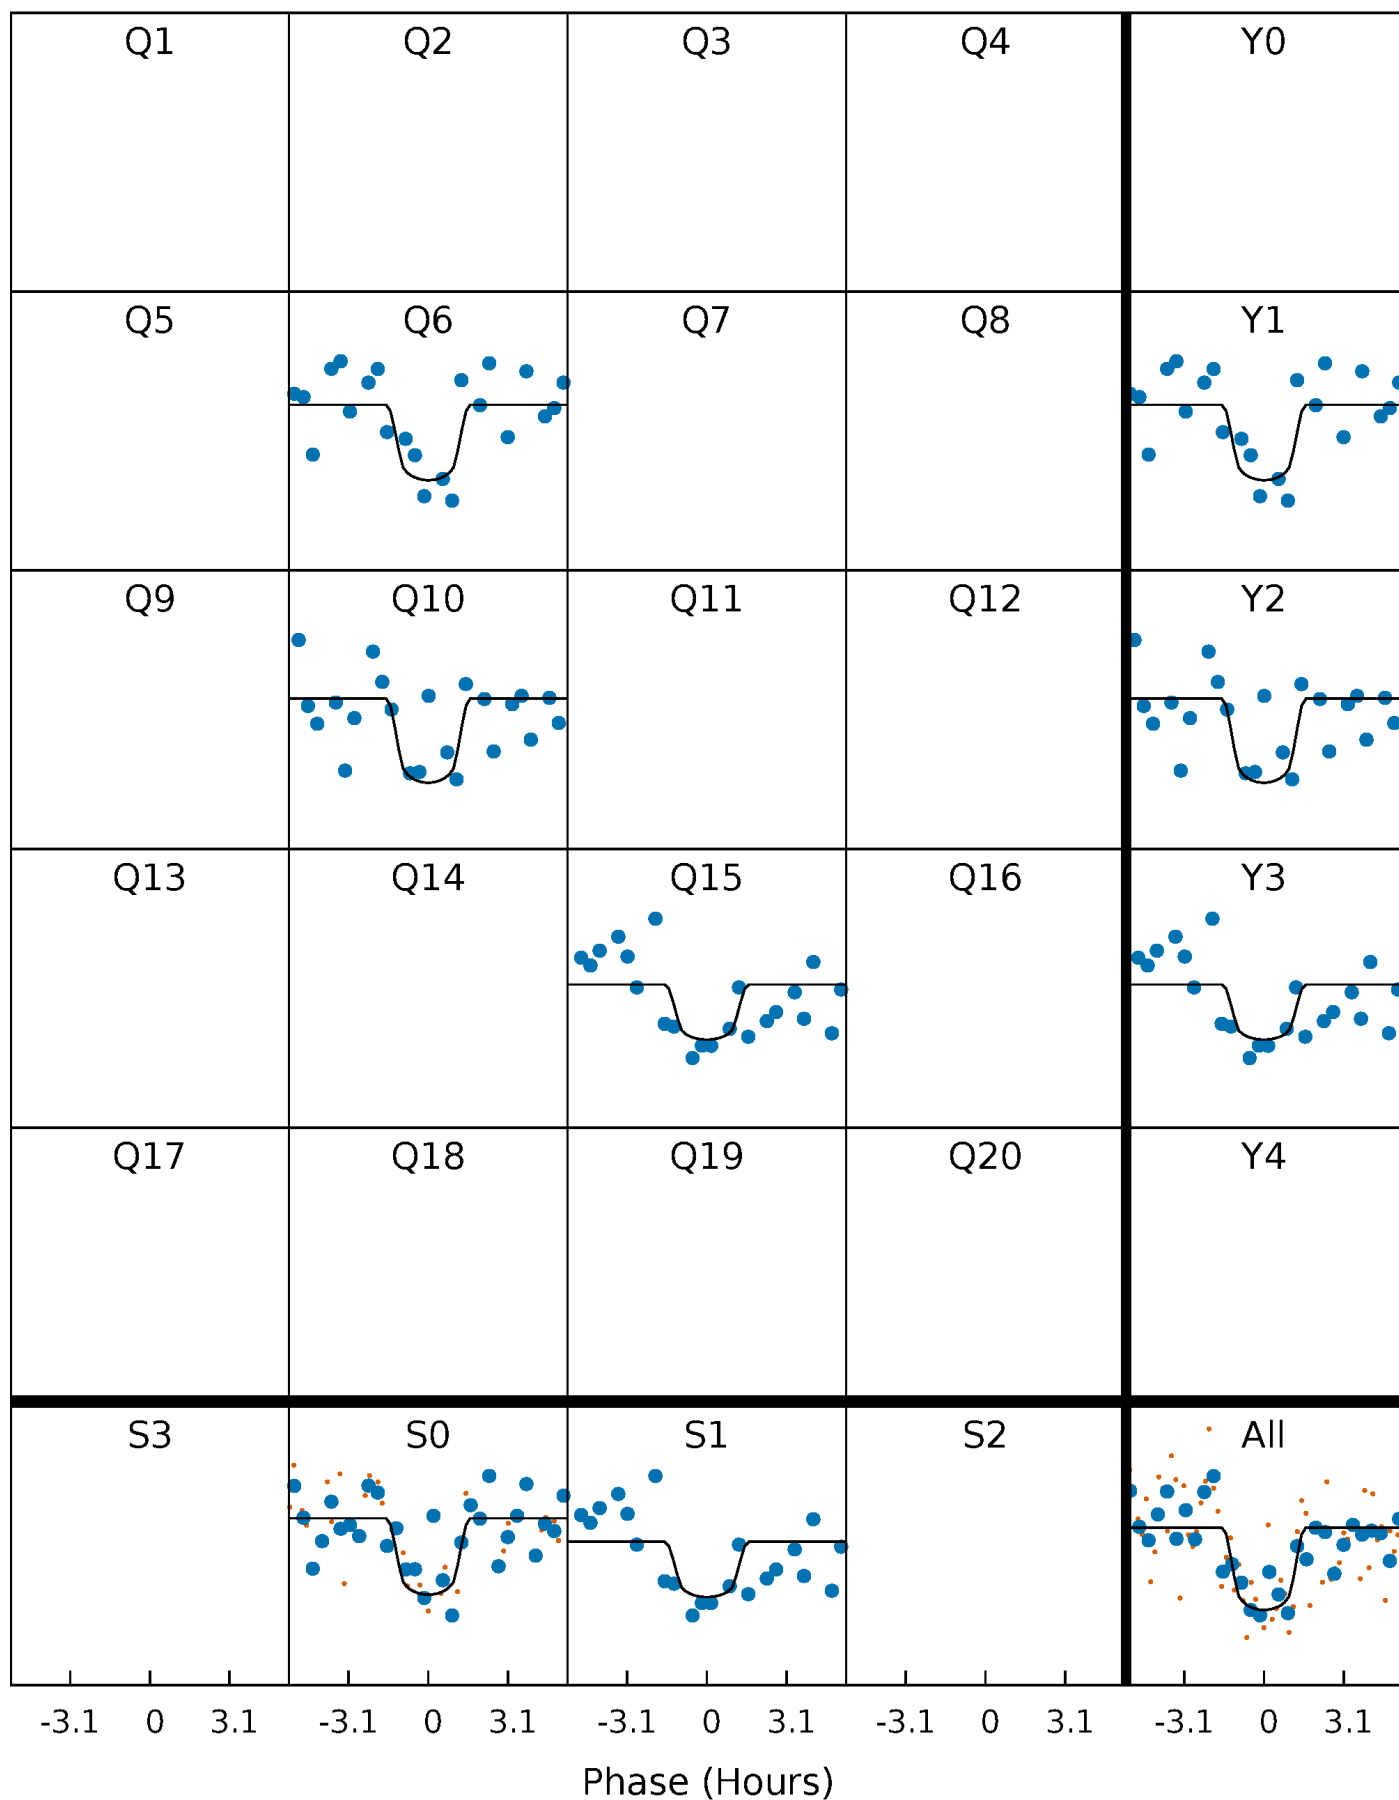 Q1 Q2 Q3 Q4 Y0
Q5 Q6 Q7 Q8 Y1
Q9 Q10 Q11 Q12 Y2
Q13 Q14 Q15 Q16 Y3
Q17 Q18 Q19 Q20 Y4
S3 S0 S1 S2 All
-3.1 0 3.1 -3.1 0 3.1 -3.1 0 3.1 -3.1 0 3.1 -3.1 0 3.1
Phase (Hours)